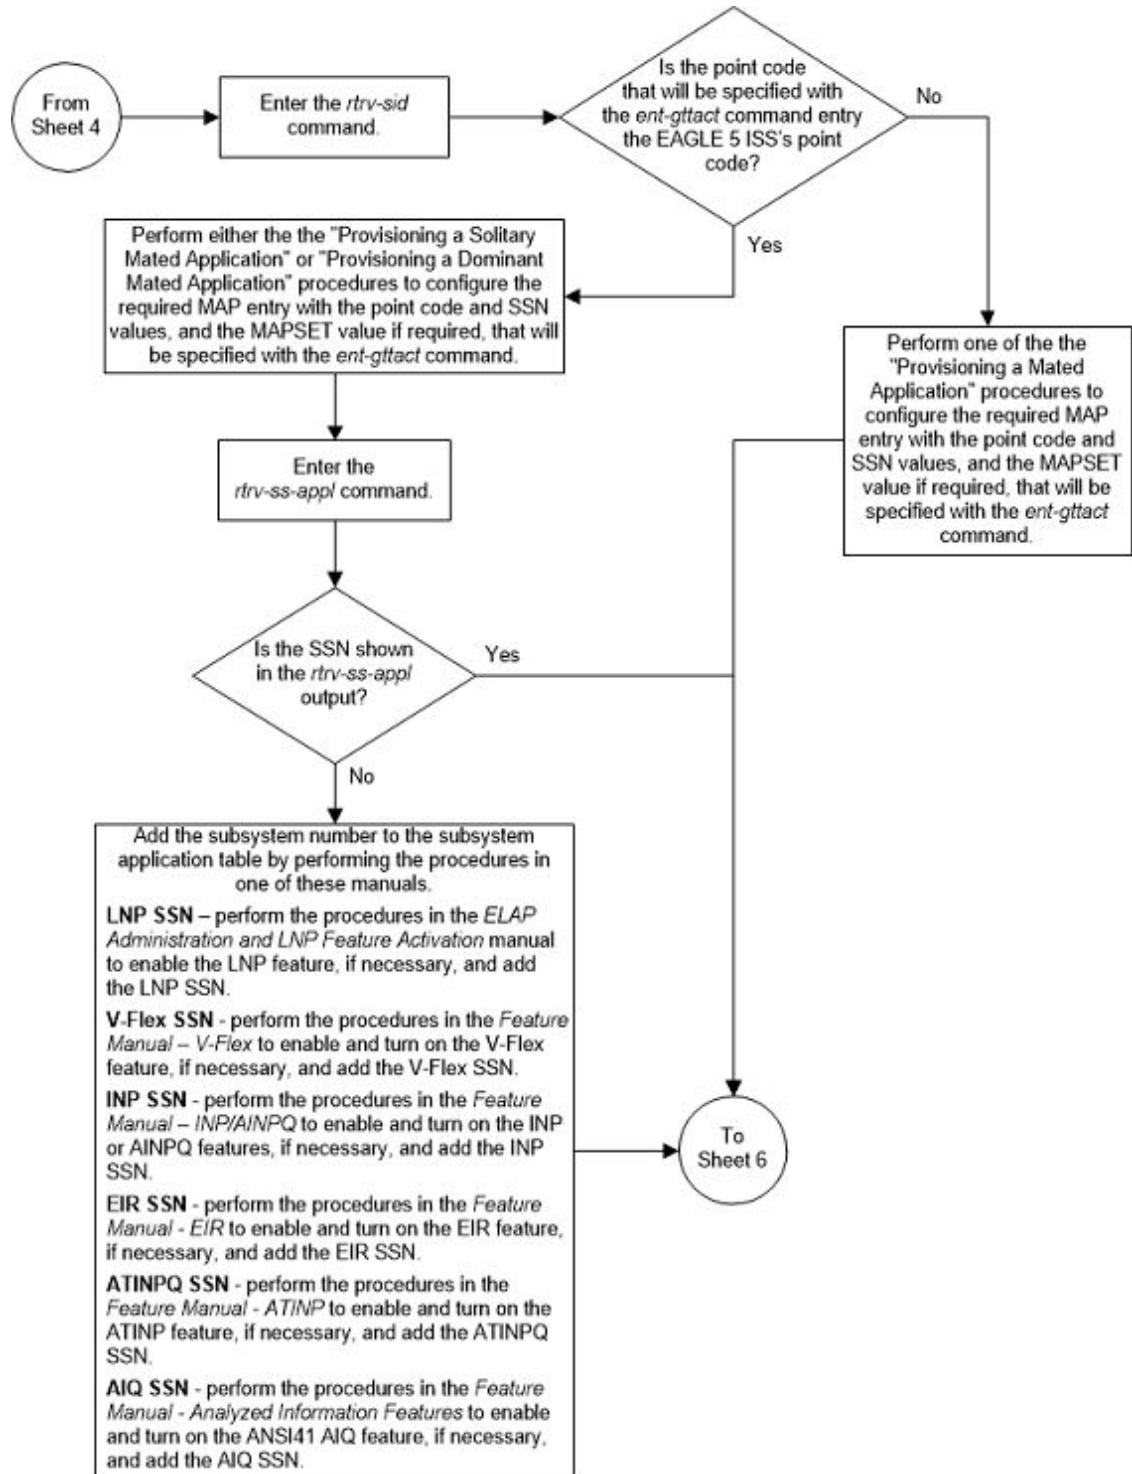 From
Sheet 4
Enter the rtrv-sid
command.
Is the point code
that will be specified with
the ent-gttact command entry
the EAGLE 5 ISS's point
code?
No
Yes
Perform either the the "Provisioning a Solitary
Mated Application" or "Provisioning a Dominant
Mated Application" procedures to configure the
required MAP entry with the point code and SSN
values, and the MAPSET value if required, that will
be specified with the ent-gttact command.
Perform one of the the
"Provisioning a Mated
Application" procedures to
configure the required MAP
entry with the point code and
SSN values, and the MAPSET
value if required, that will be
specified with the ent-gttact
command.
Enter the
rtrv-ss-appl command.
Is the SSN shown
in the rtrv-ss-appl
output?
Yes
No
Add the subsystem number to the subsystem
application table by performing the procedures in
one of these manuals.
LNP SSN – perform the procedures in the ELAP
Administration and LNP Feature Activation manual
to enable the LNP feature, if necessary, and add
the LNP SSN.
V-Flex SSN - perform the procedures in the Feature
Manual – V-Flex to enable and turn on the V-Flex
feature, if necessary, and add the V-Flex SSN.
INP SSN - perform the procedures in the Feature
Manual – INP/AINPQ to enable and turn on the INP
or AINPQ features, if necessary, and add the INP
SSN.
EIR SSN - perform the procedures in the Feature
Manual - EIR to enable and turn on the EIR feature,
if necessary, and add the EIR SSN.
ATINPQ SSN - perform the procedures in the
Feature Manual - ATINP to enable and turn on the
ATINP feature, if necessary, and add the ATINPQ
SSN.
AIQ SSN - perform the procedures in the Feature
Manual - Analyzed Information Features to enable
and turn on the ANSI41 AIQ feature, if necessary,
and add the AIQ SSN.
To
Sheet 6